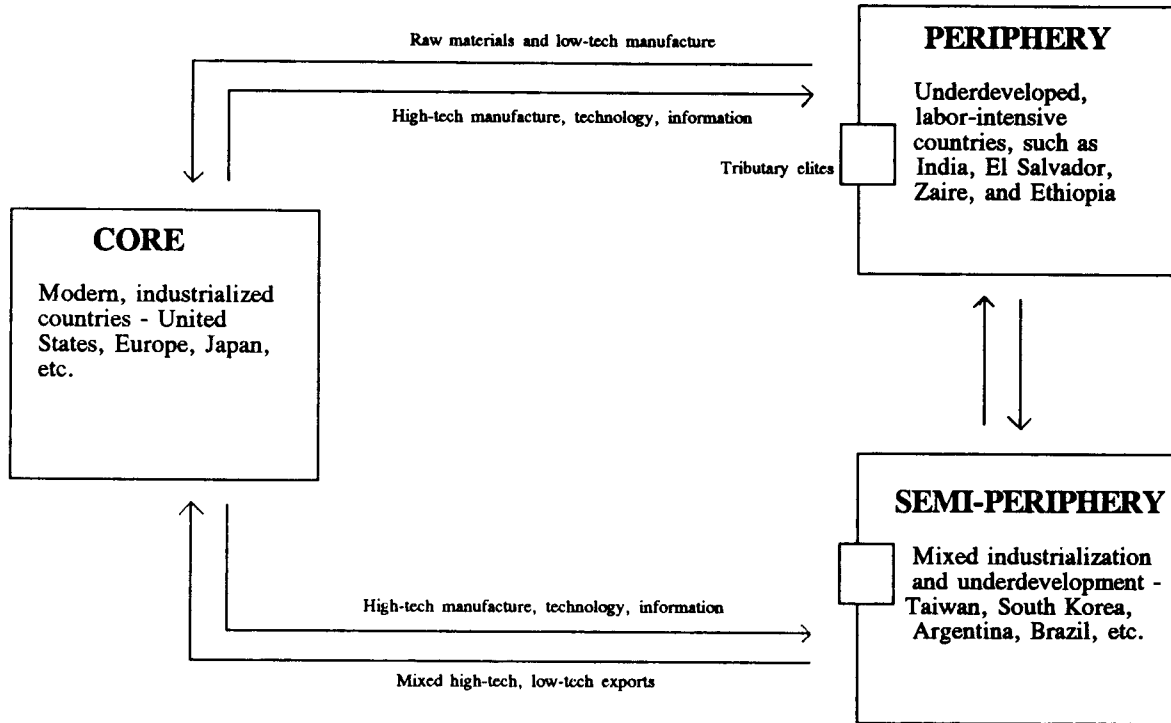 Raw materials and low-tech manufacture
High-tech manufacture, technology, information
Tributary elites
PERIPHERY
Underdeveloped,
labor-intensive
countries, such as
India, El Salvador,
Zaire, and Ethiopia
CORE
Modern, industrialized
countries - United
States, Europe, Japan,
etc.
SEMI-PERIPHERY
Mixed industrialization
and underdevelopment -
Taiwan, South Korea,
Argentina, Brazil, etc.
High-tech manufacture, technology, information
Mixed high-tech, low-tech exports